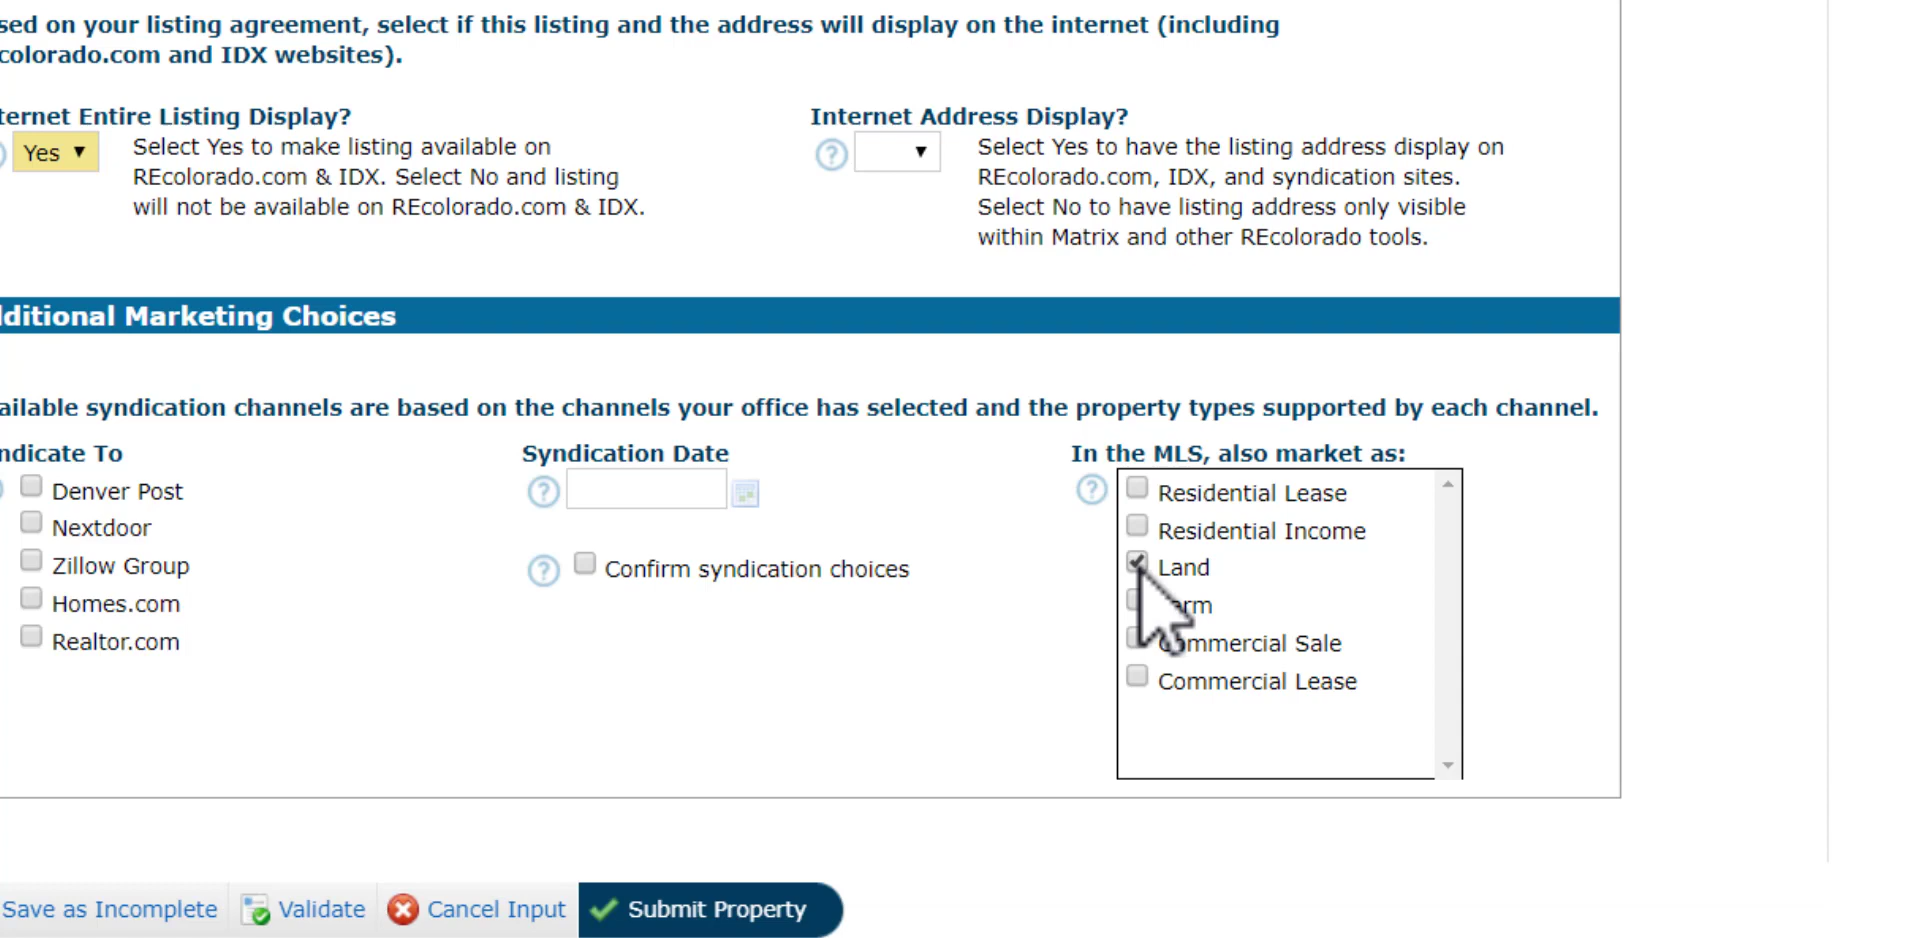 sed on your listing agreement, select if this listing and the address will display on the internet (including
colorado.com and IDX websites).
ternet Entire Listing Display?
Yes
Select Yes to make listing available on
REcolorado.com & IDX. Select No and listing
will not be available on REcolorado.com & IDX.
Internet Address Display?
Select Yes to have the listing address display on
REcolorado.com, IDX, and syndication sites.
Select No to have listing address only visible
within Matrix and other REcolorado tools.
ditional Marketing Choices
ailable syndication channels are based on the channels your office has selected and the property types supported by each channel.
ndicate To
Denver Post
Nextdoor
Zillow Group
Homes.com
Realtor.com
Syndication Date
Confirm syndication choices
In the MLS, also market as:
Residential Lease
Residential Income
Land
arm
ommercial Sale
Commercial Lease
Save as Incomplete
Validate
Cancel Input
Submit Property